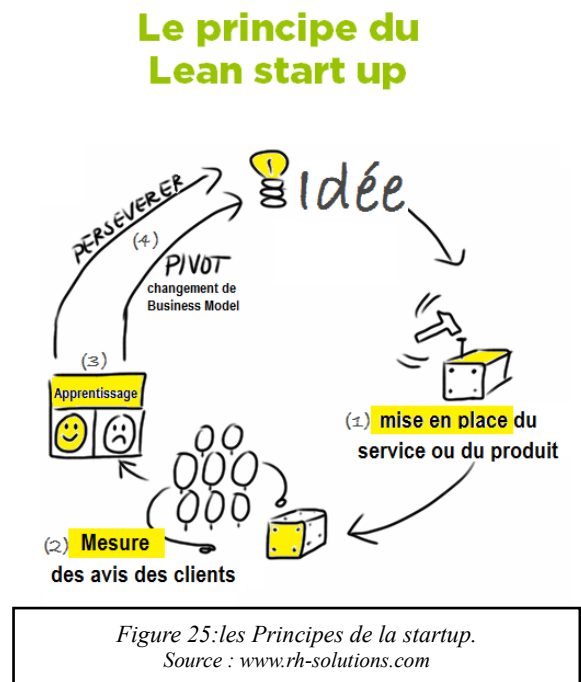 Le principe du
Lean start up
Idée
PERSEVERER
(4)
PIVOT
changement de
Business Model
(3)
Apprentissage
(1) mise en place du
service ou du produit
(2) Mesure
des avis des clients
Figure 25:les Principes de la startup.
Source : www.rh-solutions.com